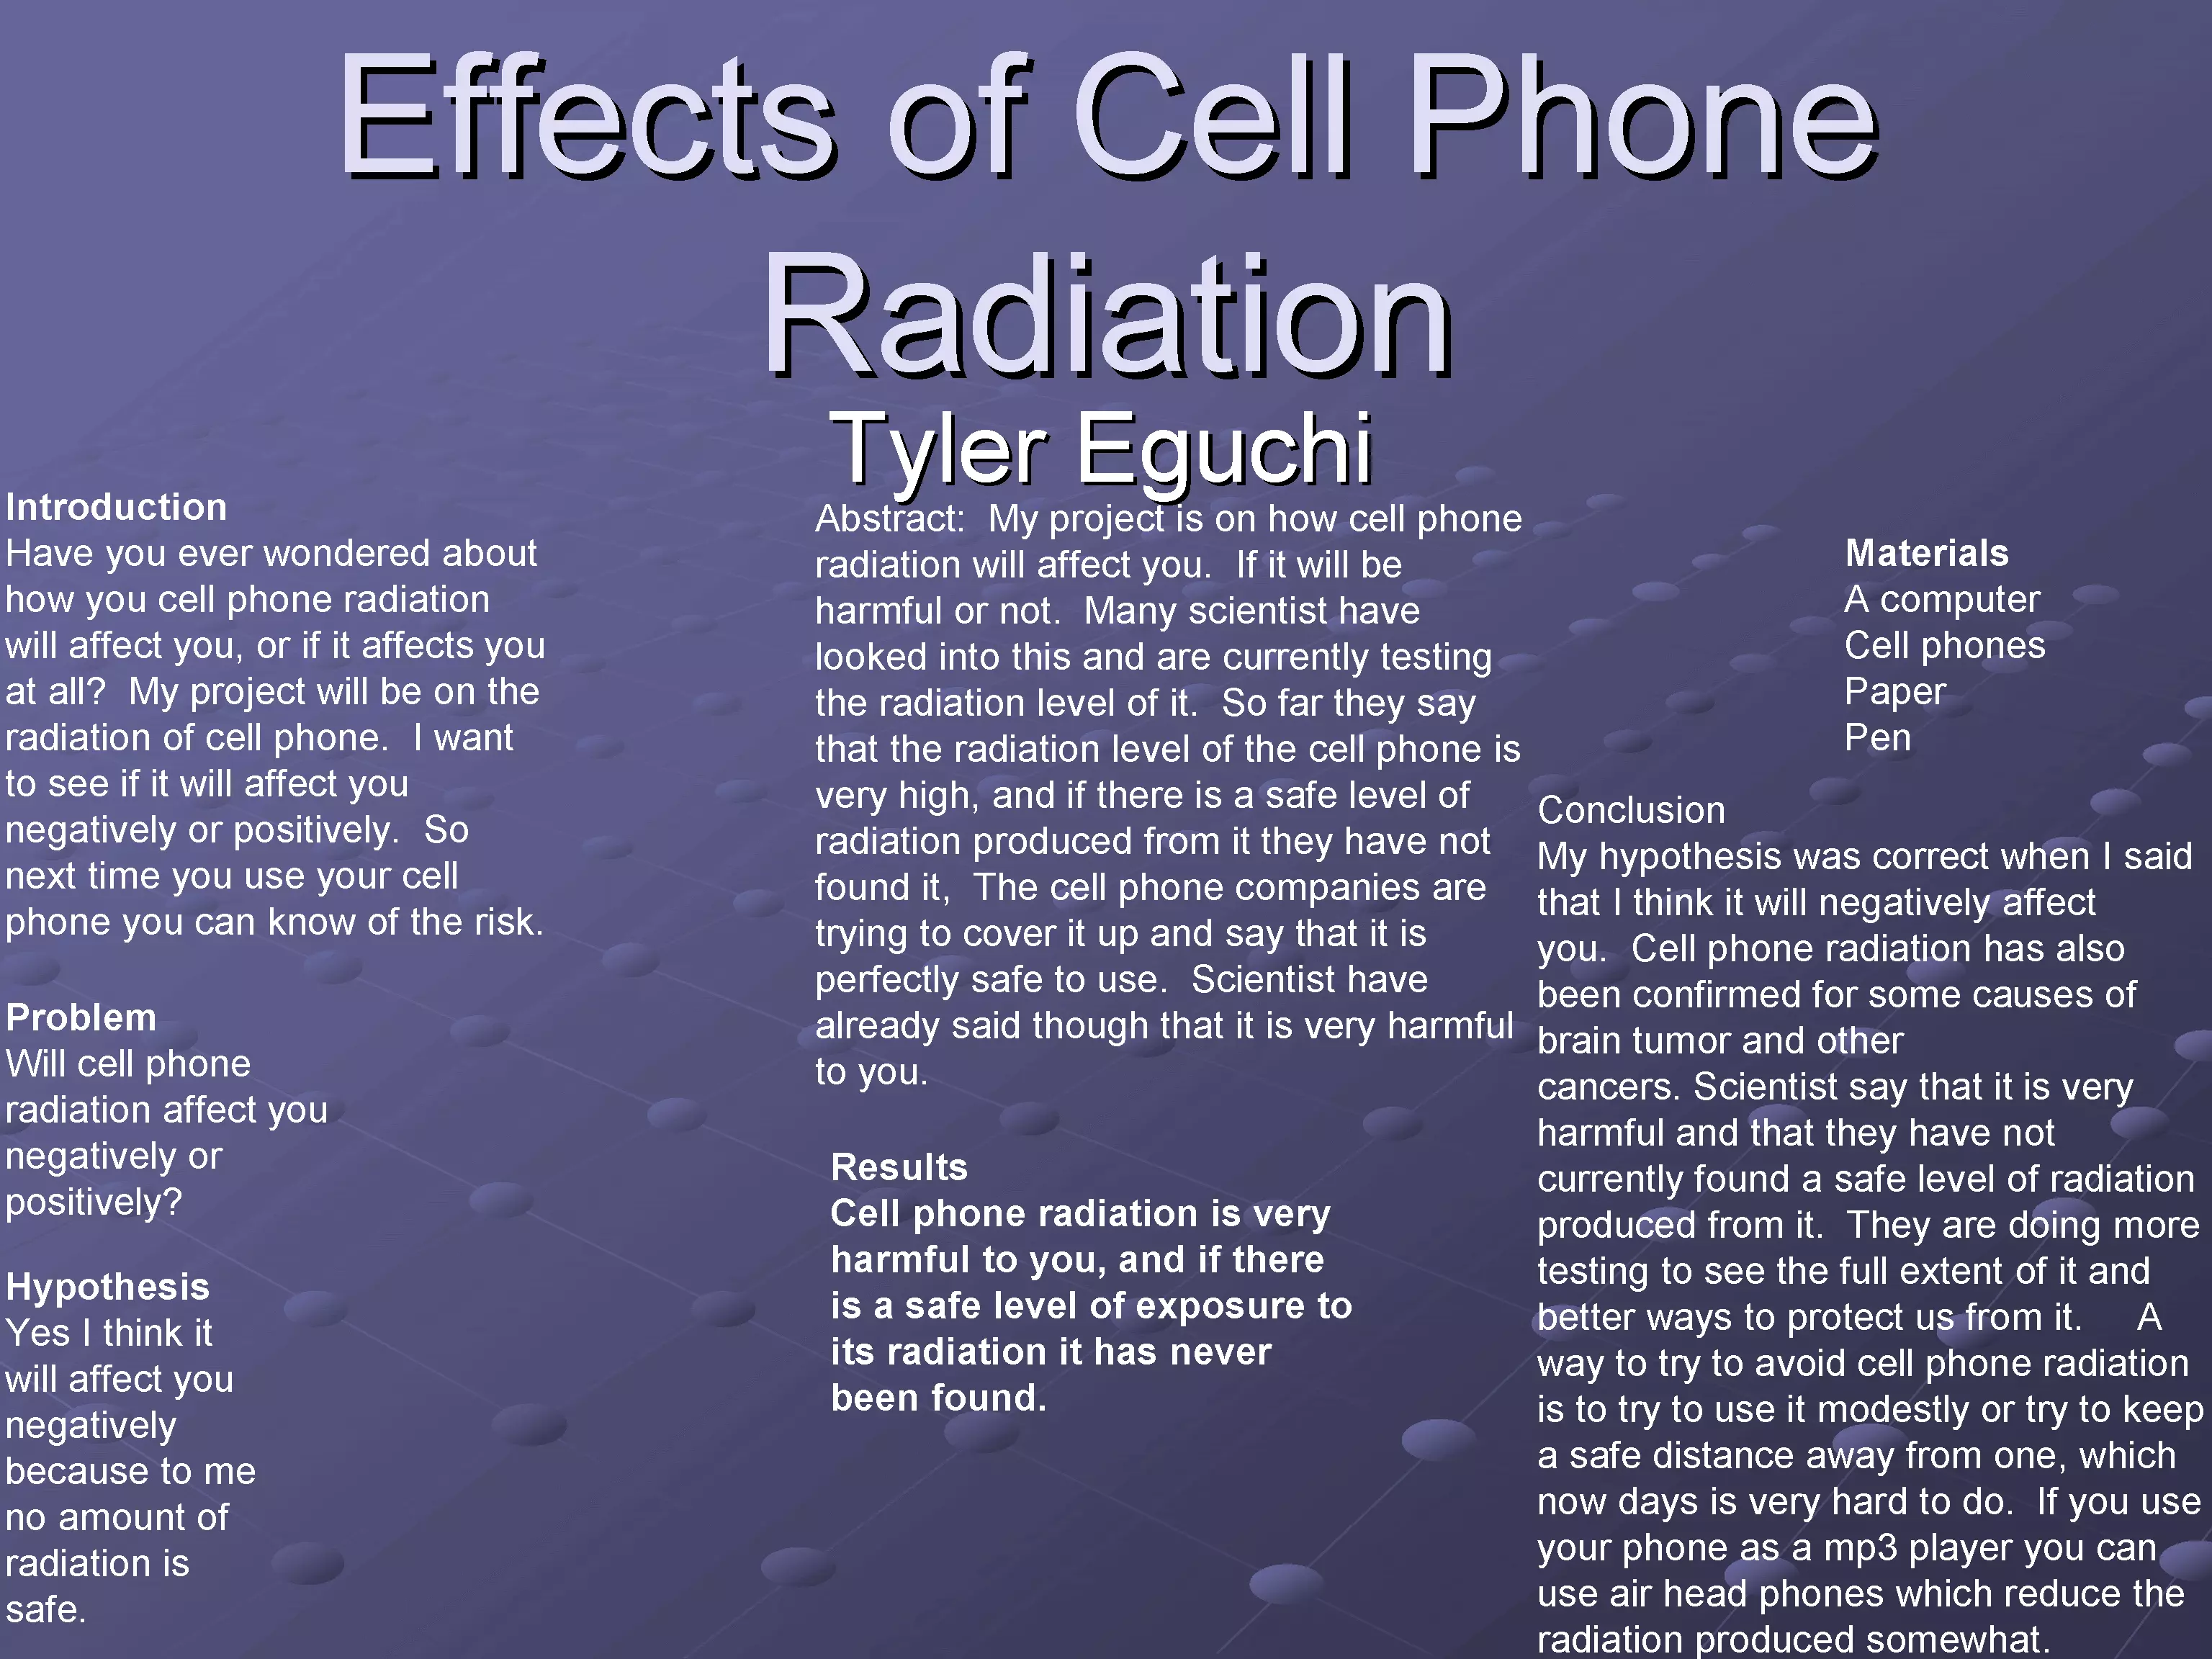 Effects of Cell Phone
Radiation
Tyler Eguchi
Introduction
Have you ever wondered about
how you cell phone radiation
will affect you, or if it affects you
at all?  My project will be on the
radiation of cell phone.  I want
to see if it will affect you
negatively or positively.  So
next time you use your cell
phone you can know of the risk.
Problem
Will cell phone
radiation affect you
negatively or
positively?
Hypothesis
Yes I think it
will affect you
negatively
because to me
no amount of
radiation is
safe.
Abstract:  My project is on how cell phone
radiation will affect you.  If it will be
harmful or not.  Many scientist have
looked into this and are currently testing
the radiation level of it.  So far they say
that the radiation level of the cell phone is
very high, and if there is a safe level of
radiation produced from it they have not
found it,  The cell phone companies are
trying to cover it up and say that it is
perfectly safe to use.  Scientist have
already said though that it is very harmful
to you.
Results
Cell phone radiation is very
harmful to you, and if there
is a safe level of exposure to
its radiation it has never
been found.
Materials
A computer
Cell phones
Paper
Pen
Conclusion
My hypothesis was correct when I said
that I think it will negatively affect
you.  Cell phone radiation has also
been confirmed for some causes of
brain tumor and other
cancers. Scientist say that it is very
harmful and that they have not
currently found a safe level of radiation
produced from it.  They are doing more
testing to see the full extent of it and
better ways to protect us from it.    A
way to try to avoid cell phone radiation
is to try to use it modestly or try to keep
a safe distance away from one, which
now days is very hard to do.  If you use
your phone as a mp3 player you can
use air head phones which reduce the
radiation produced somewhat.